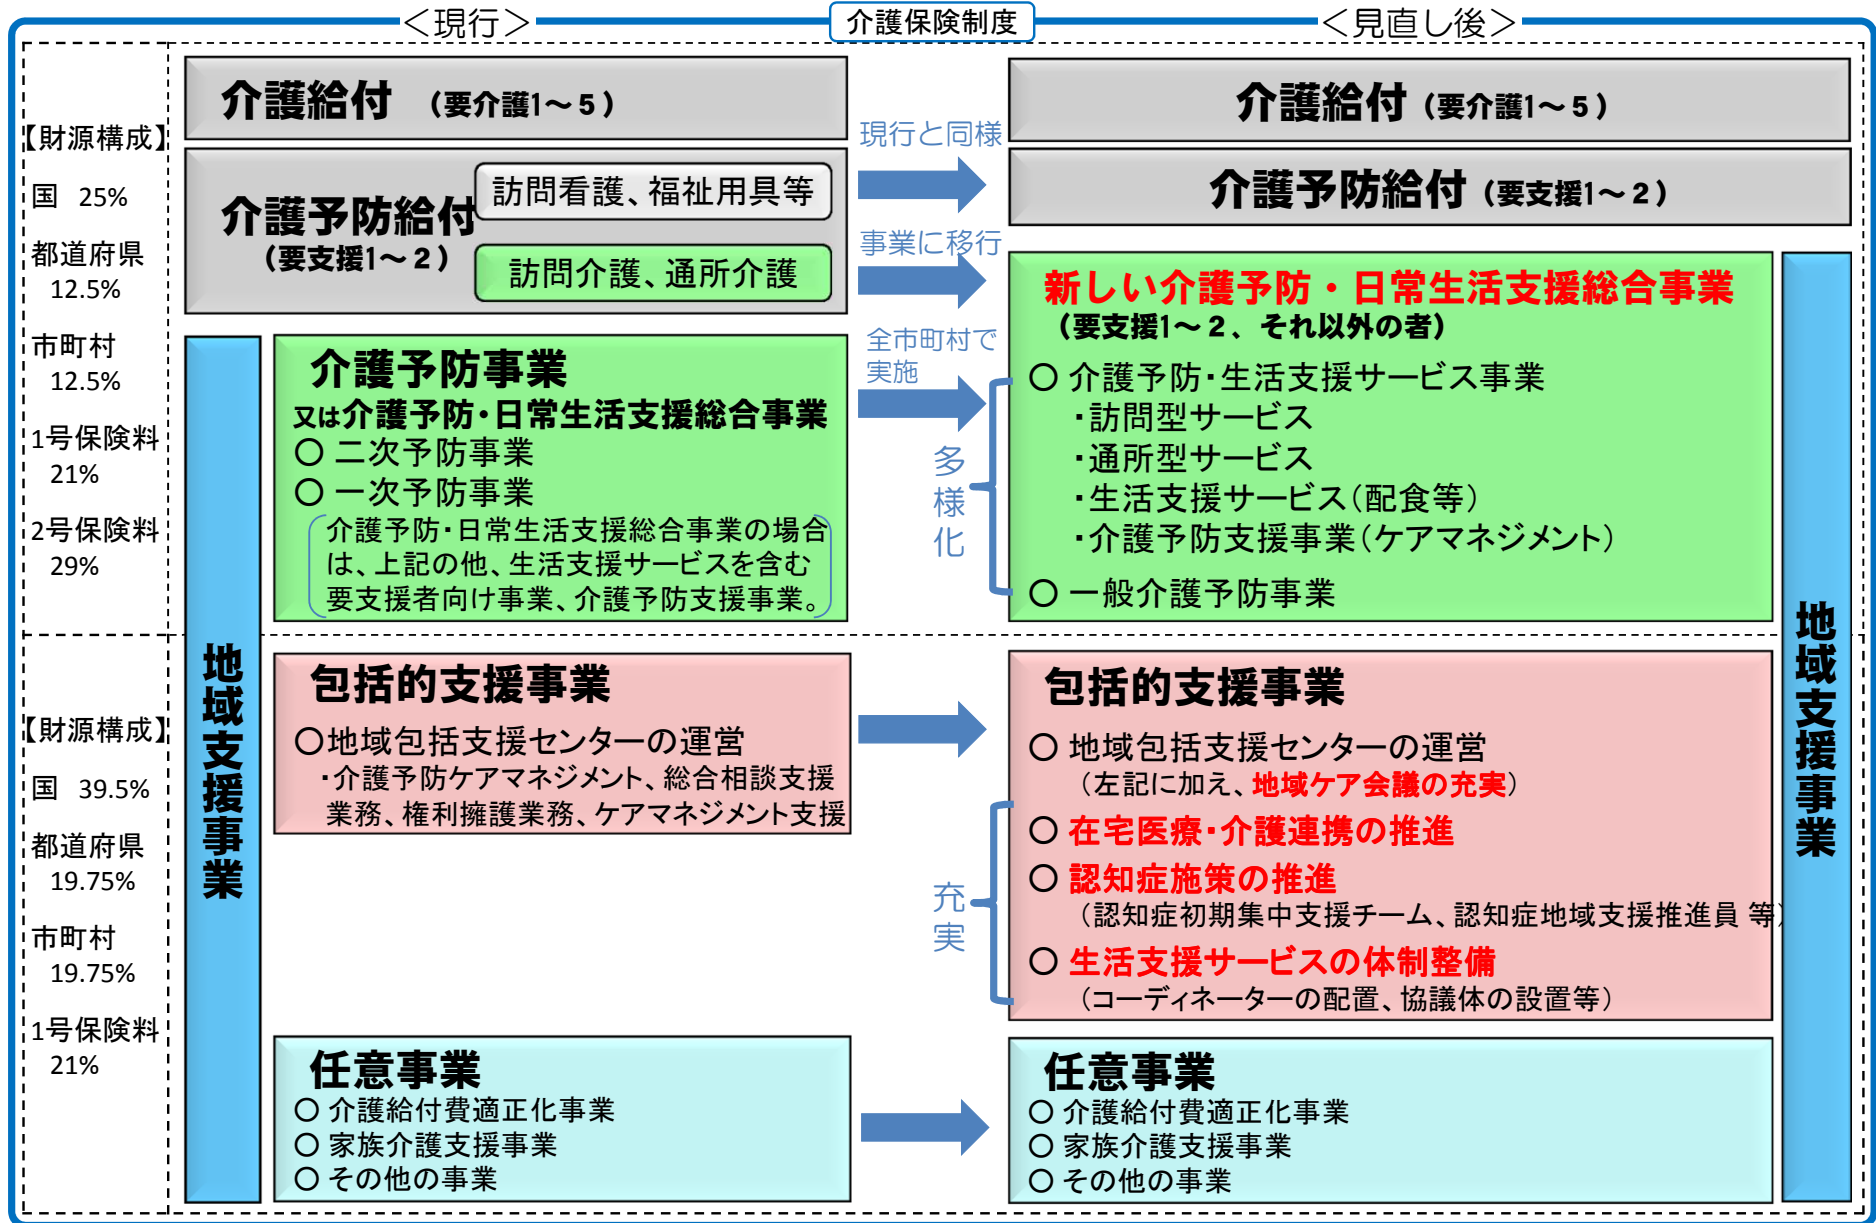 ＜現行＞
介護保険制度
＜見直し後＞
【財源構成】
国 25%
都道府県
12.5%
市町村
12.5%
1号保険料
21%
2号保険料
29%
【財源構成】
国 39.5%
都道府県
19.75%
市町村
19.75%
1号保険料
21%
介護給付 （要介護1～５）
介護予防給付
（要支援1～２）
訪問看護、福祉用具等
訪問介護、通所介護
地域支援事業
介護予防事業
又は介護予防・日常生活支援総合事業
〇 二次予防事業
〇 一次予防事業
介護予防・日常生活支援総合事業の場合
は、上記の他、生活支援サービスを含む
要支援者向け事業、介護予防支援事業。
包括的支援事業
〇地域包括支援センターの運営
・介護予防ケアマネジメント、総合相談支援
業務、権利擁護業務、ケアマネジメント支援
任意事業
〇 介護給付費適正化事業
〇 家族介護支援事業
〇 その他の事業
現行と同様
事業に移行
全市町村で
実施
多様化
充実
介護給付（要介護1～５）
介護予防給付（要支援1～２）
新しい介護予防・日常生活支援総合事業
（要支援1～２、それ以外の者）
〇 介護予防・生活支援サービス事業
・訪問型サービス
・通所型サービス
・生活支援サービス（配食等）
・介護予防支援事業（ケアマネジメント）
〇 一般介護予防事業
包括的支援事業
〇 地域包括支援センターの運営
（左記に加え、地域ケア会議の充実）
〇 在宅医療・介護連携の推進
〇 認知症施策の推進
（認知症初期集中支援チーム、認知症地域支援推進員 等）
〇 生活支援サービスの体制整備
（コーディネーターの配置、協議体の設置等）
任意事業
〇 介護給付費適正化事業
〇 家族介護支援事業
〇 その他の事業
地域支援事業